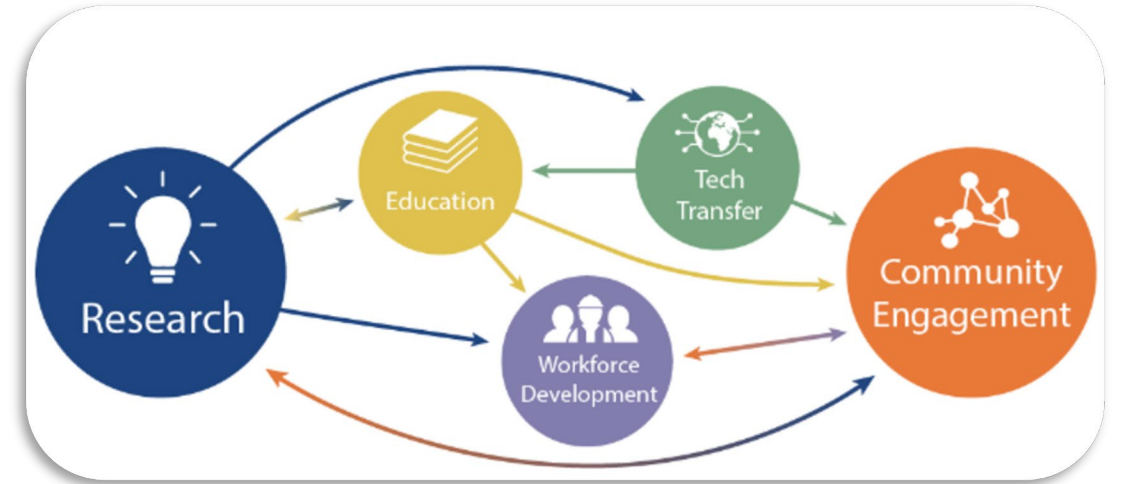 Research
Education
Tech
Transfer
Workforce
Development
Community
Engagement